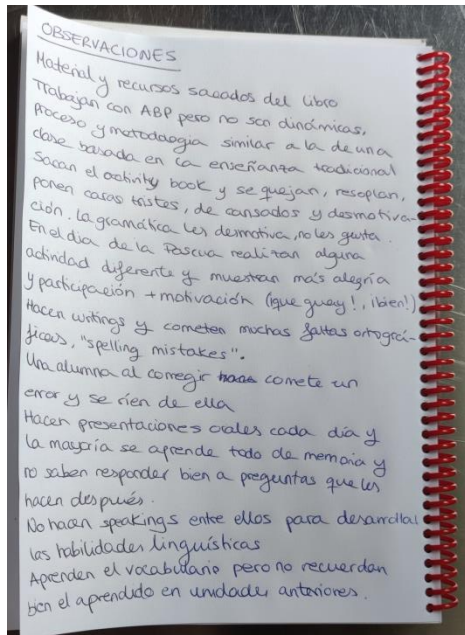 OBSERVACIONES
Material y recursos sacados del libro
Trabajan con ABP pero no son dinámicas,
proceso y metodología similar a la de una
clase basada en la enseñanza tradicional
Sacan el activity book y se quejan, resoplan,
ponen caras tristes, de cansados y desmotiva-
ción. La gramática les desmotiva, no les gusta.
En el día de la Pascua realizan alguna
actividad diferente y muestran más alegría
y participación + motivación (¡que guay!, ¡bien!)
Hacen writings y cometen muchas faltas ortográ-
ficas, "spelling mistakes".
Una alumna al corregir comete un
error y se rien de ella
Hacen presentaciones orales cada día y
la mayoría se aprende todo de memoria y
no saben responder bien a preguntas que les
hacen después.
No hacen speakings entre ellos para desarrollar
las habilidades lingüísticas
Aprenden el vocabulario pero no recuerdan
bien el aprendido en unidades anteriores.